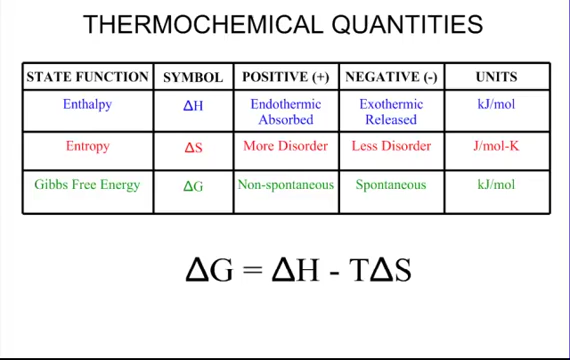 THERMOCHEMICAL QUANTITIES
STATE FUNCTION SYMBOL POSITIVE (+) NEGATIVE (-) UNITS
Enthalpy ΔH Endothermic Absorbed Exothermic Released kJ/mol
Entropy ΔS More Disorder Less Disorder J/mol-K
Gibbs Free Energy ΔG Non-spontaneous Spontaneous kJ/mol
ΔG = ΔH - TΔS